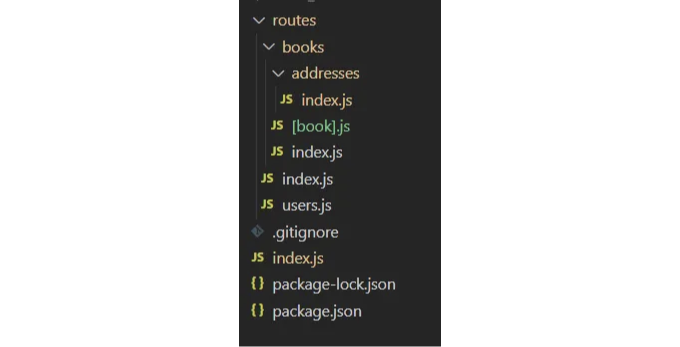 routes
books
addresses
JS index.js
JS [book].js
JS index.js
JS index.js
JS users.js
.gitignore
JS index.js
{} package-lock.json
{} package.json